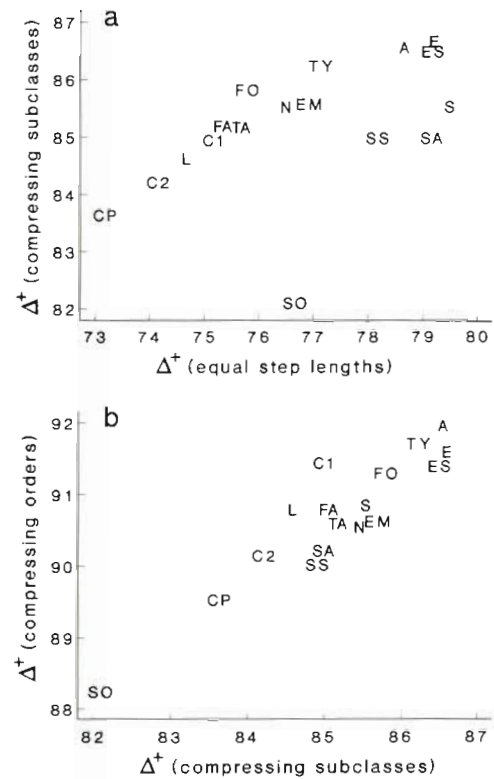 a
Δ⁺ (compressing subclasses)
87
86
85
84
83
82
A
E
ES
TY
FO
N EM
S
FATA
C1
SS
SA
L
C2
CP
SO
73 74 75 76 77 78 79 80
Δ⁺ (equal step lengths)
b
Δ⁺ (compressing orders)
92
91
90
89
88
A
TY
E
C1
ES
FO
L
FA
S
TA
N
EM
SA
C2
SS
CP
SO
82 83 84 85 86 87
Δ⁺ (compressing subclasses)